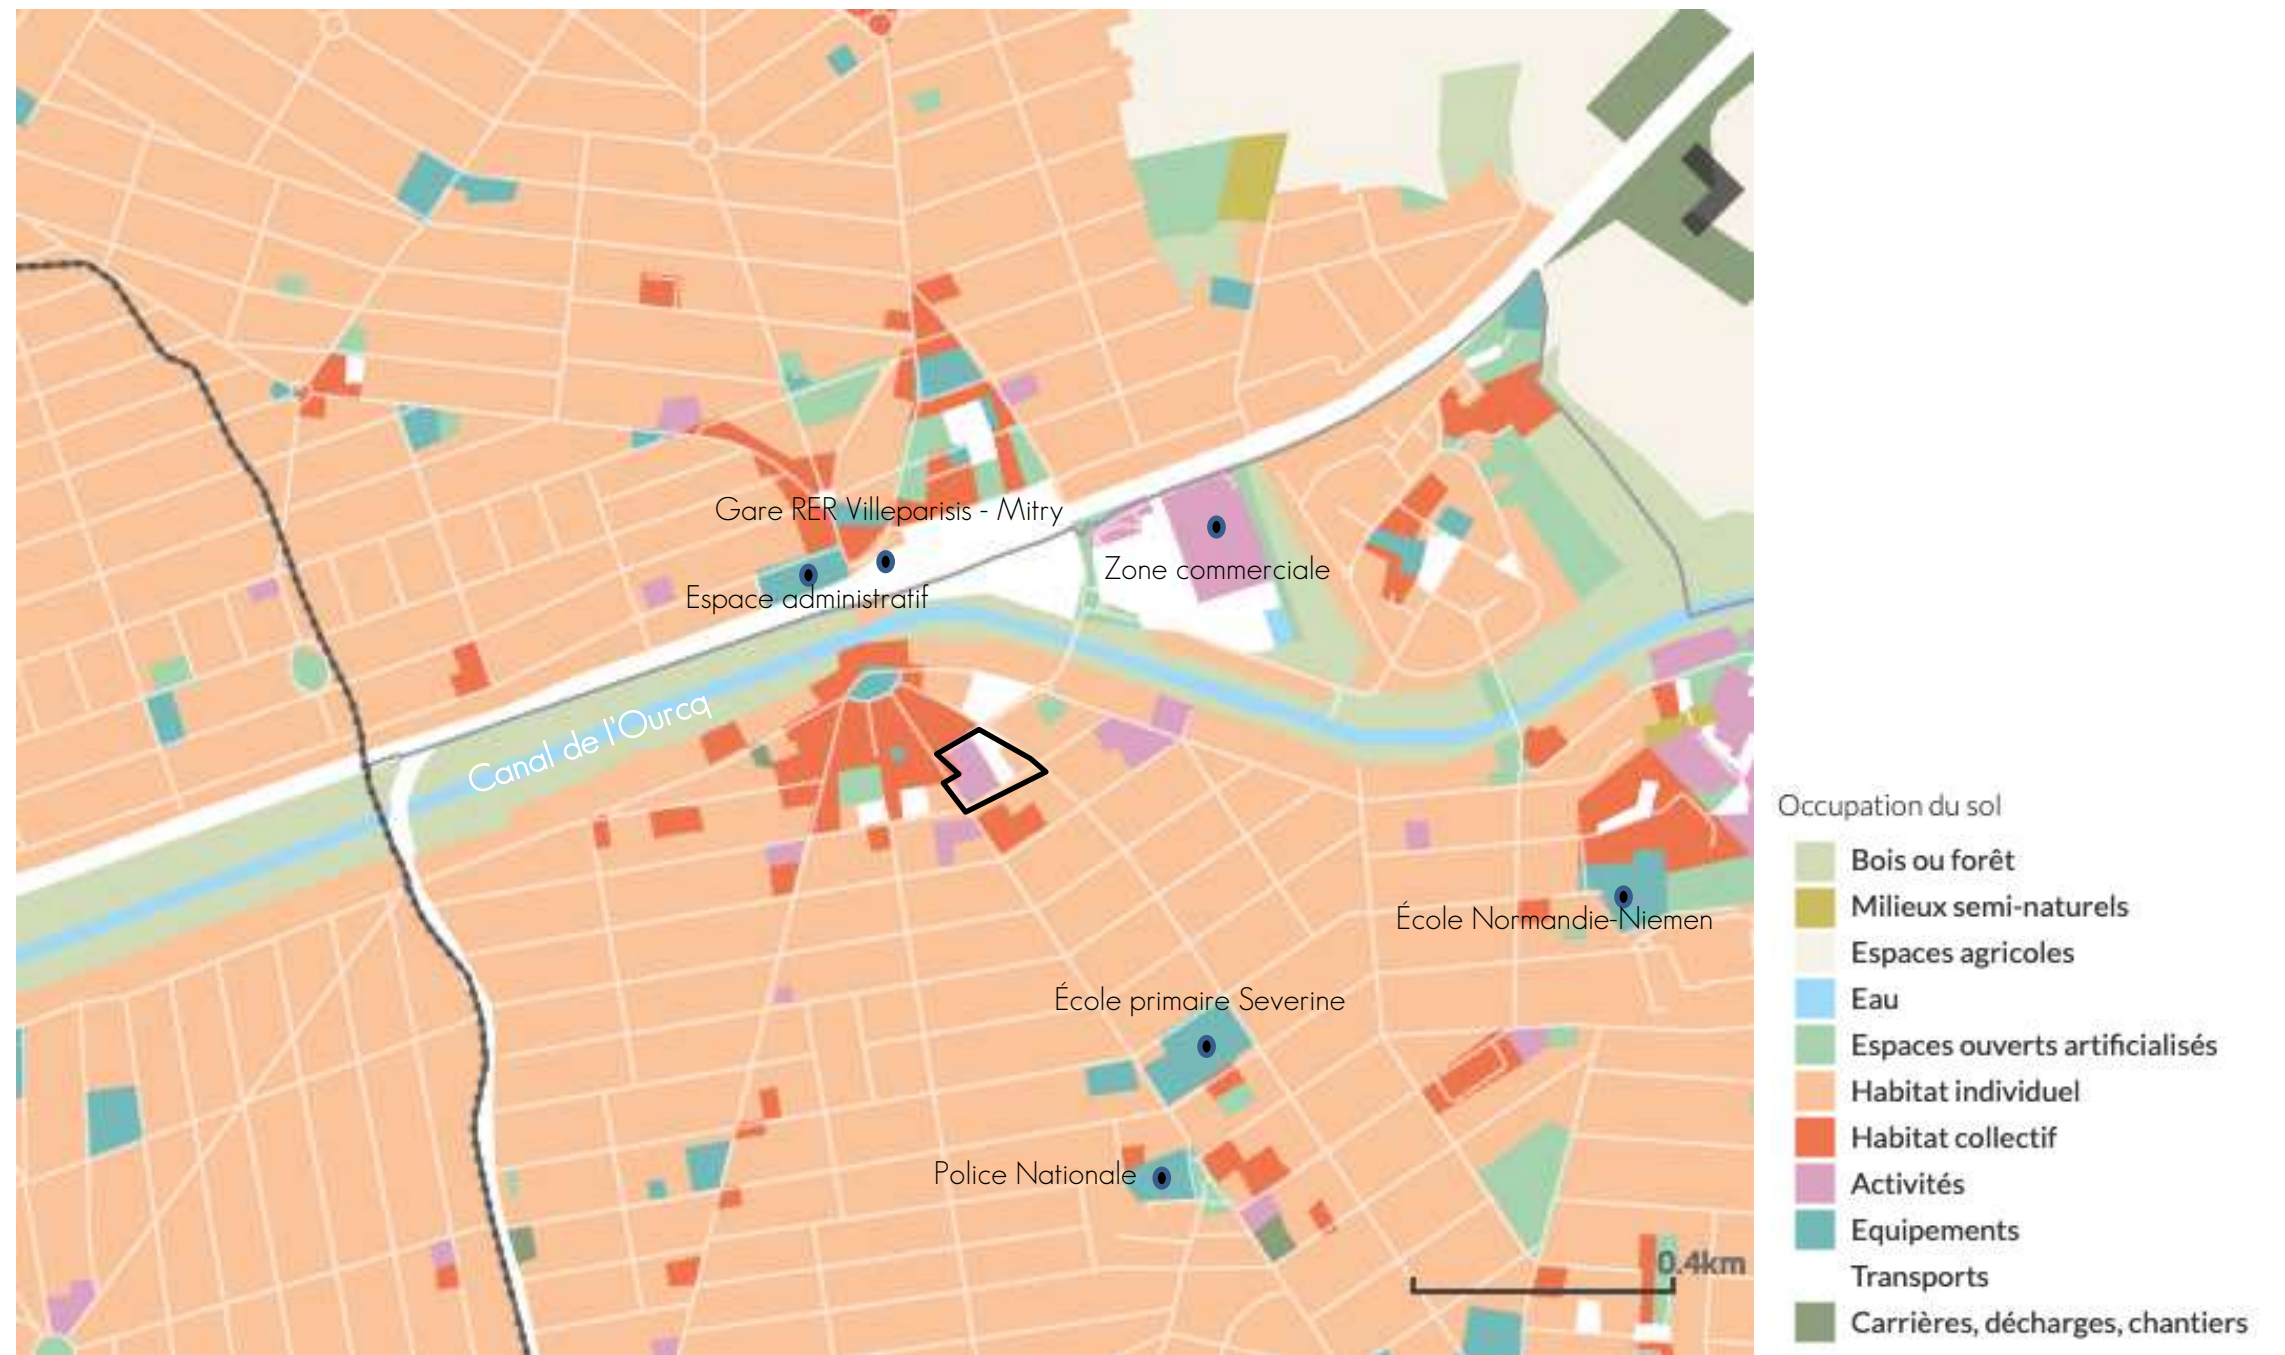 Gare RER Villeparisis - Mitry
Zone commerciale
Espace administratif
Canal de l'Ourcq
École Normandie-Niemen
École primaire Severine
Police Nationale
0.4km
Occupation du sol
Bois ou forêt
Milieux semi-naturels
Espaces agricoles
Eau
Espaces ouverts artificialisés
Habitat individuel
Habitat collectif
Activités
Equipements
Transports
Carrières, décharges, chantiers